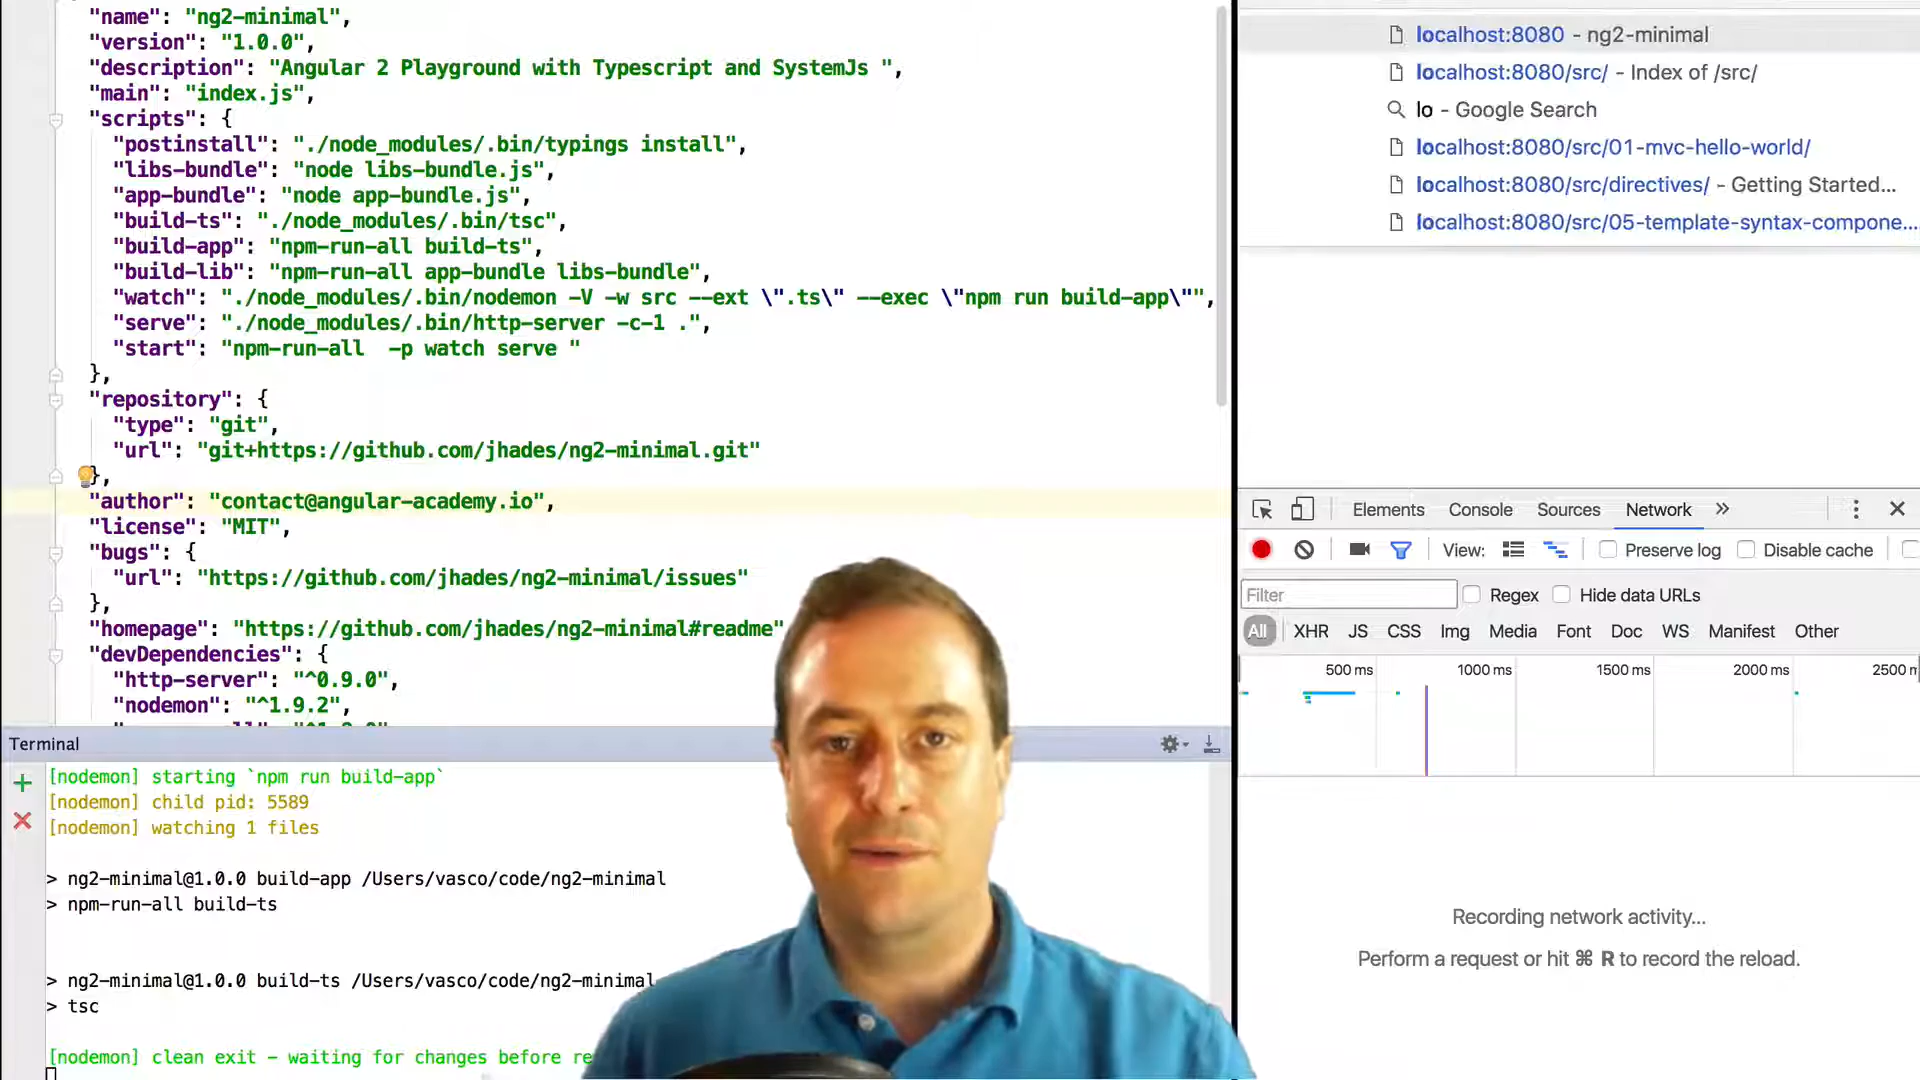 "name": "ng2-minimal",
"version": "1.0.0",
"description": "Angular 2 Playground with Typescript and SystemJs ",
"main": "index.js",
"scripts": {
"postinstall": "./node_modules/.bin/typings install",
"libs-bundle": "node libs-bundle.js",
"app-bundle": "node app-bundle.js",
"build-ts": "./node_modules/.bin/tsc",
"build-app": "npm-run-all build-ts",
"build-lib": "npm-run-all app-bundle libs-bundle",
"watch": "./node_modules/.bin/nodemon -V -w src --ext \".ts\" --exec \"npm run build-app\"",
"serve": "./node_modules/.bin/http-server -c-1 .",
"start": "npm-run-all  -p watch serve "
},
"repository": {
"type": "git",
"url": "git+https://github.com/jhades/ng2-minimal.git"
},
"author": "contact@angular-academy.io",
"license": "MIT",
"bugs": {
"url": "https://github.com/jhades/ng2-minimal/issues"
},
"homepage": "https://github.com/jhades/ng2-minimal#readme"
"devDependencies": {
"http-server": "^0.9.0",
"nodemon": "^1.9.2",
Terminal
[nodemon] starting `npm run build-app`
[nodemon] child pid: 5589
[nodemon] watching 1 files
> ng2-minimal@1.0.0 build-app /Users/vasco/code/ng2-minimal
> npm-run-all build-ts
> ng2-minimal@1.0.0 build-ts /Users/vasco/code/ng2-minimal
> tsc
[nodemon] clean exit - waiting for changes before re
localhost:8080 - ng2-minimal
localhost:8080/src/ - Index of /src/
lo - Google Search
localhost:8080/src/01-mvc-hello-world/
localhost:8080/src/directives/ - Getting Started...
localhost:8080/src/05-template-syntax-compone...
Elements Console Sources Network »
View: Preserve log Disable cache
Filter Regex Hide data URLs
All XHR JS CSS Img Media Font Doc WS Manifest Other
500 ms 1000 ms 1500 ms 2000 ms 2500 m
Recording network activity...
Perform a request or hit ⌘ R to record the reload.